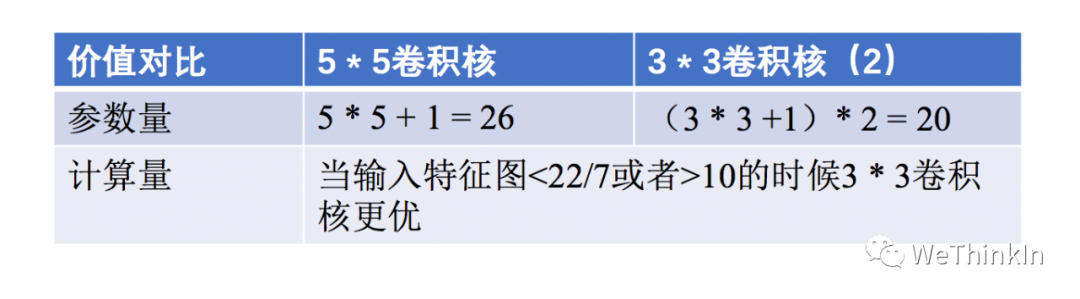 价值对比 5 * 5卷积核 3 * 3卷积核（2）
参数量 5 * 5 + 1 = 26 （3 * 3 +1）* 2 = 20
计算量 当输入特征图<22/7或者>10的时候3 * 3卷积
核更优
WeThinkIn